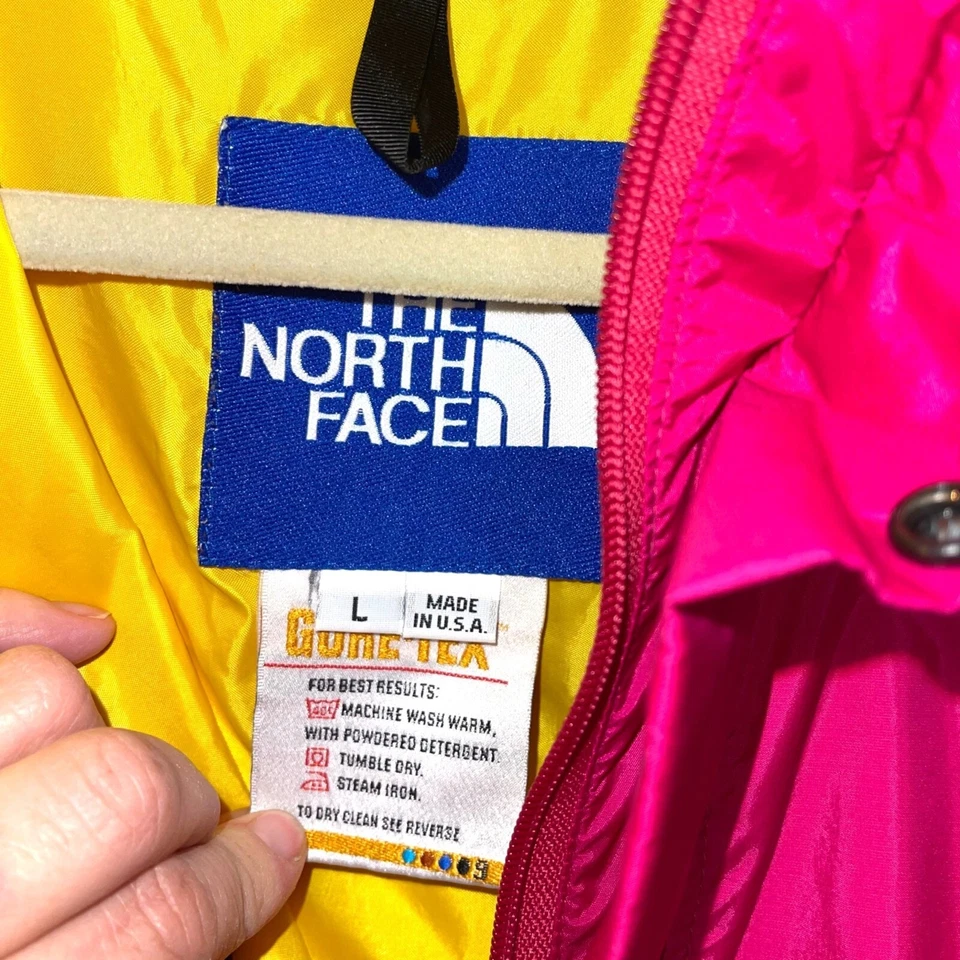 THE
NORTH
FACE
L
MADE
IN U.S.A.
GORE-TEX
FOR BEST RESULTS:
40C MACHINE WASH WARM,
WITH POWDERED DETERGENT.
TUMBLE DRY.
STEAM IRON.
TO DRY CLEAN SEE REVERSE